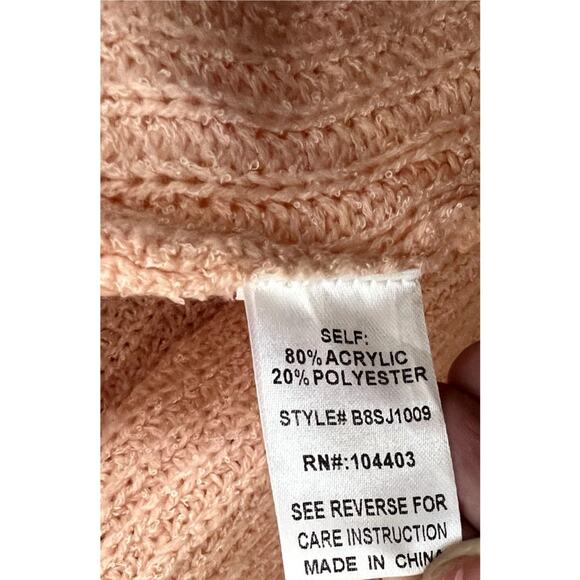 SELF:
80% ACRYLIC
20% POLYESTER
STYLE# B8SJ1009
RN#:104403
SEE REVERSE FOR
CARE INSTRUCTION
MADE IN CHINA